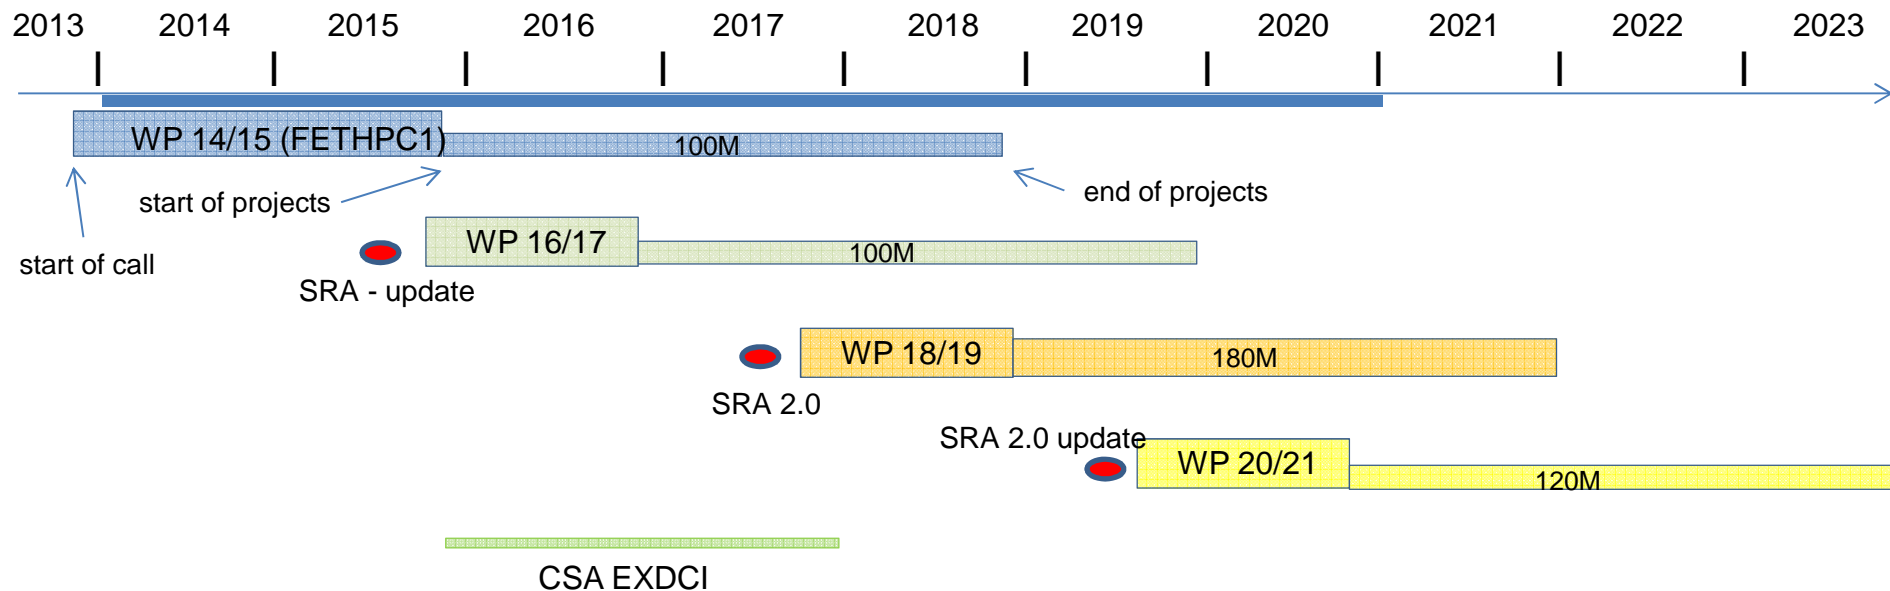 2013 2014 2015 2016 2017 2018 2019 2020 2021 2022 2023
WP 14/15 (FETHPC1)
100M
start of projects
end of projects
start of call
WP 16/17
100M
SRA - update
WP 18/19
180M
SRA 2.0
SRA 2.0 update
WP 20/21
120M
CSA EXDCI